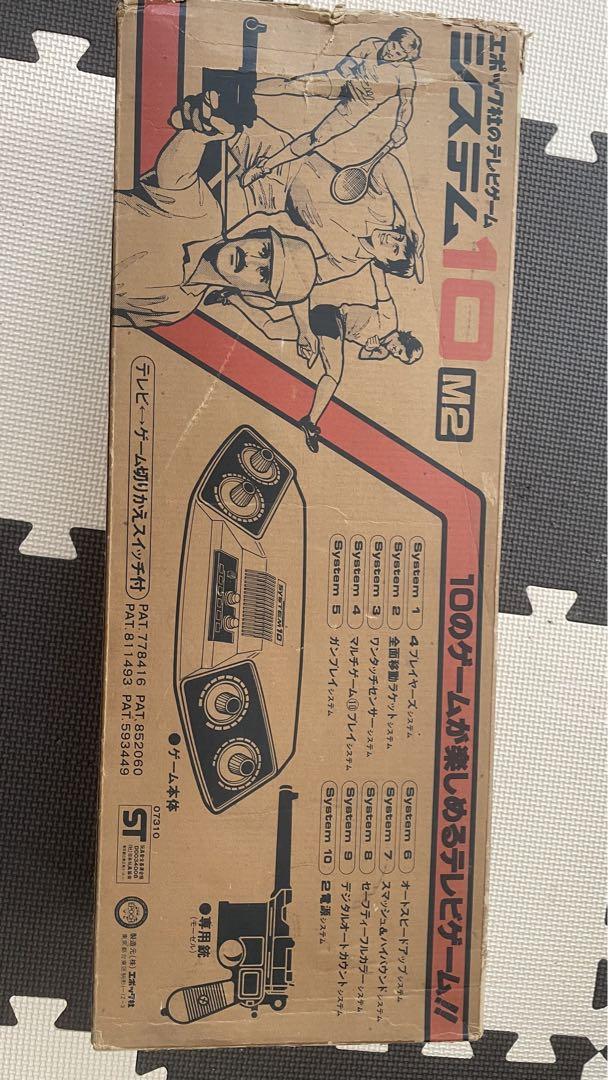 エポック社のテレビゲーム
システム10 M2
10のゲームが楽しめるテレビゲーム!!
System 1 4プレイヤーズシステム
System 2 全面移動ラケットシステム
System 3 ワンタッチセンサーシステム
System 4 マルチゲーム⑩プレイシステム
System 5 ガンプレイシステム
System 6 オートスピードアップシステム
System 7 スマッシュ&ハイバウンドシステム
System 8 セーフティーフルカラーシステム
System 9 デジタルオートカウントシステム
System 10 2電源システム
SYSTEM10
●ゲーム本体
●専用銃
(モーゼル)
テレビ↔ゲーム切りかえスイッチ付
PAT.778416 PAT.852060
PAT.811493 PAT.593449
07310
ST
EPOCH
製造元(株)エポック社